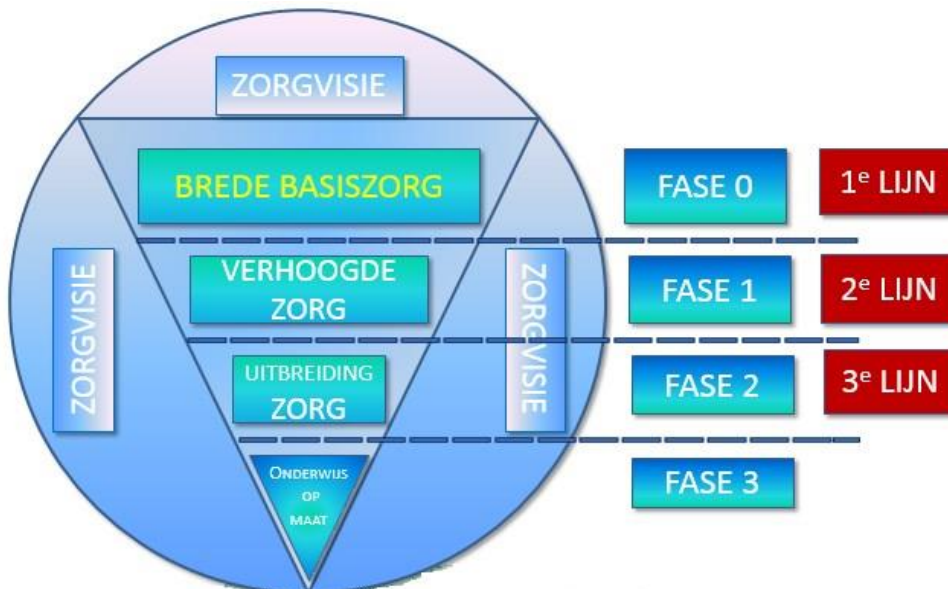 ZORGVISIE
BREDE BASISZORG
FASE 0
1e LIJN
ZORGVISIE
VERHOOGDE
ZORG
ZORGVISIE
FASE 1
2e LIJN
UITBREIDING
ZORG
FASE 2
3e LIJN
ONDERWIJS
OP
MAAT
FASE 3